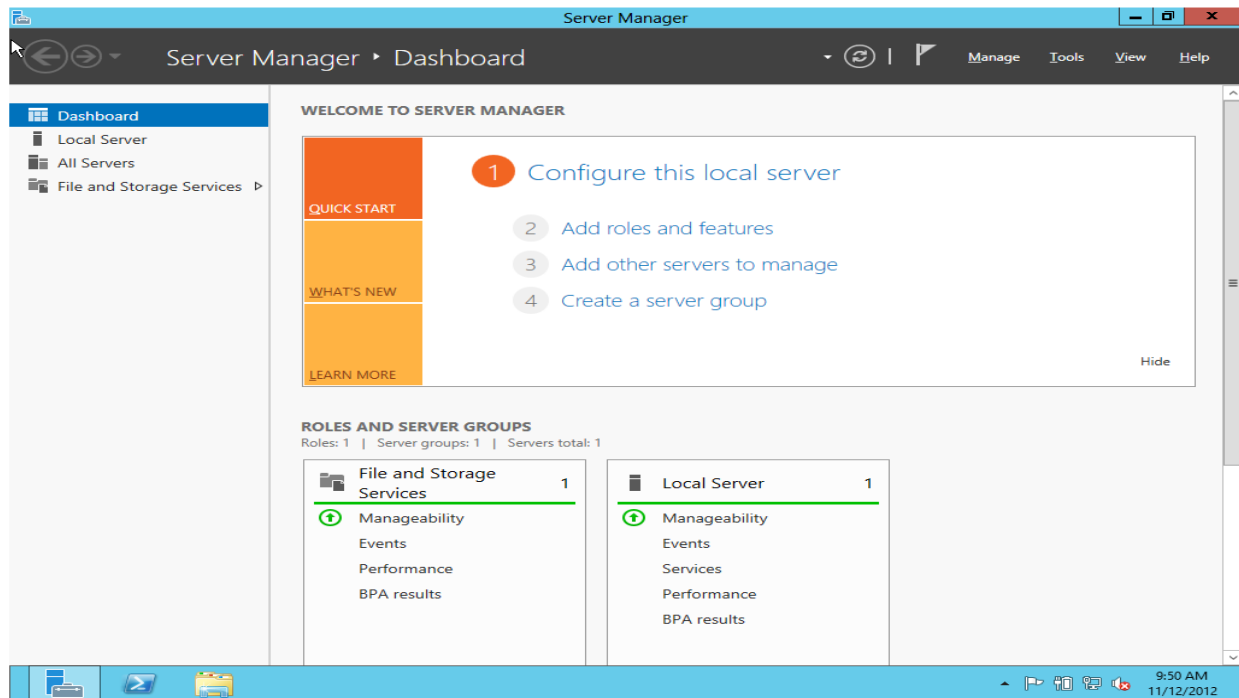 Server Manager
Server Manager • Dashboard
Manage Tools View Help
Dashboard
Local Server
All Servers
File and Storage Services
WELCOME TO SERVER MANAGER
QUICK START
WHAT'S NEW
LEARN MORE
1 Configure this local server
2 Add roles and features
3 Add other servers to manage
4 Create a server group
Hide
ROLES AND SERVER GROUPS
Roles: 1 | Server groups: 1 | Servers total: 1
File and Storage
Services 1
Manageability
Events
Performance
BPA results
Local Server 1
Manageability
Events
Services
Performance
BPA results
9:50 AM
11/12/2012